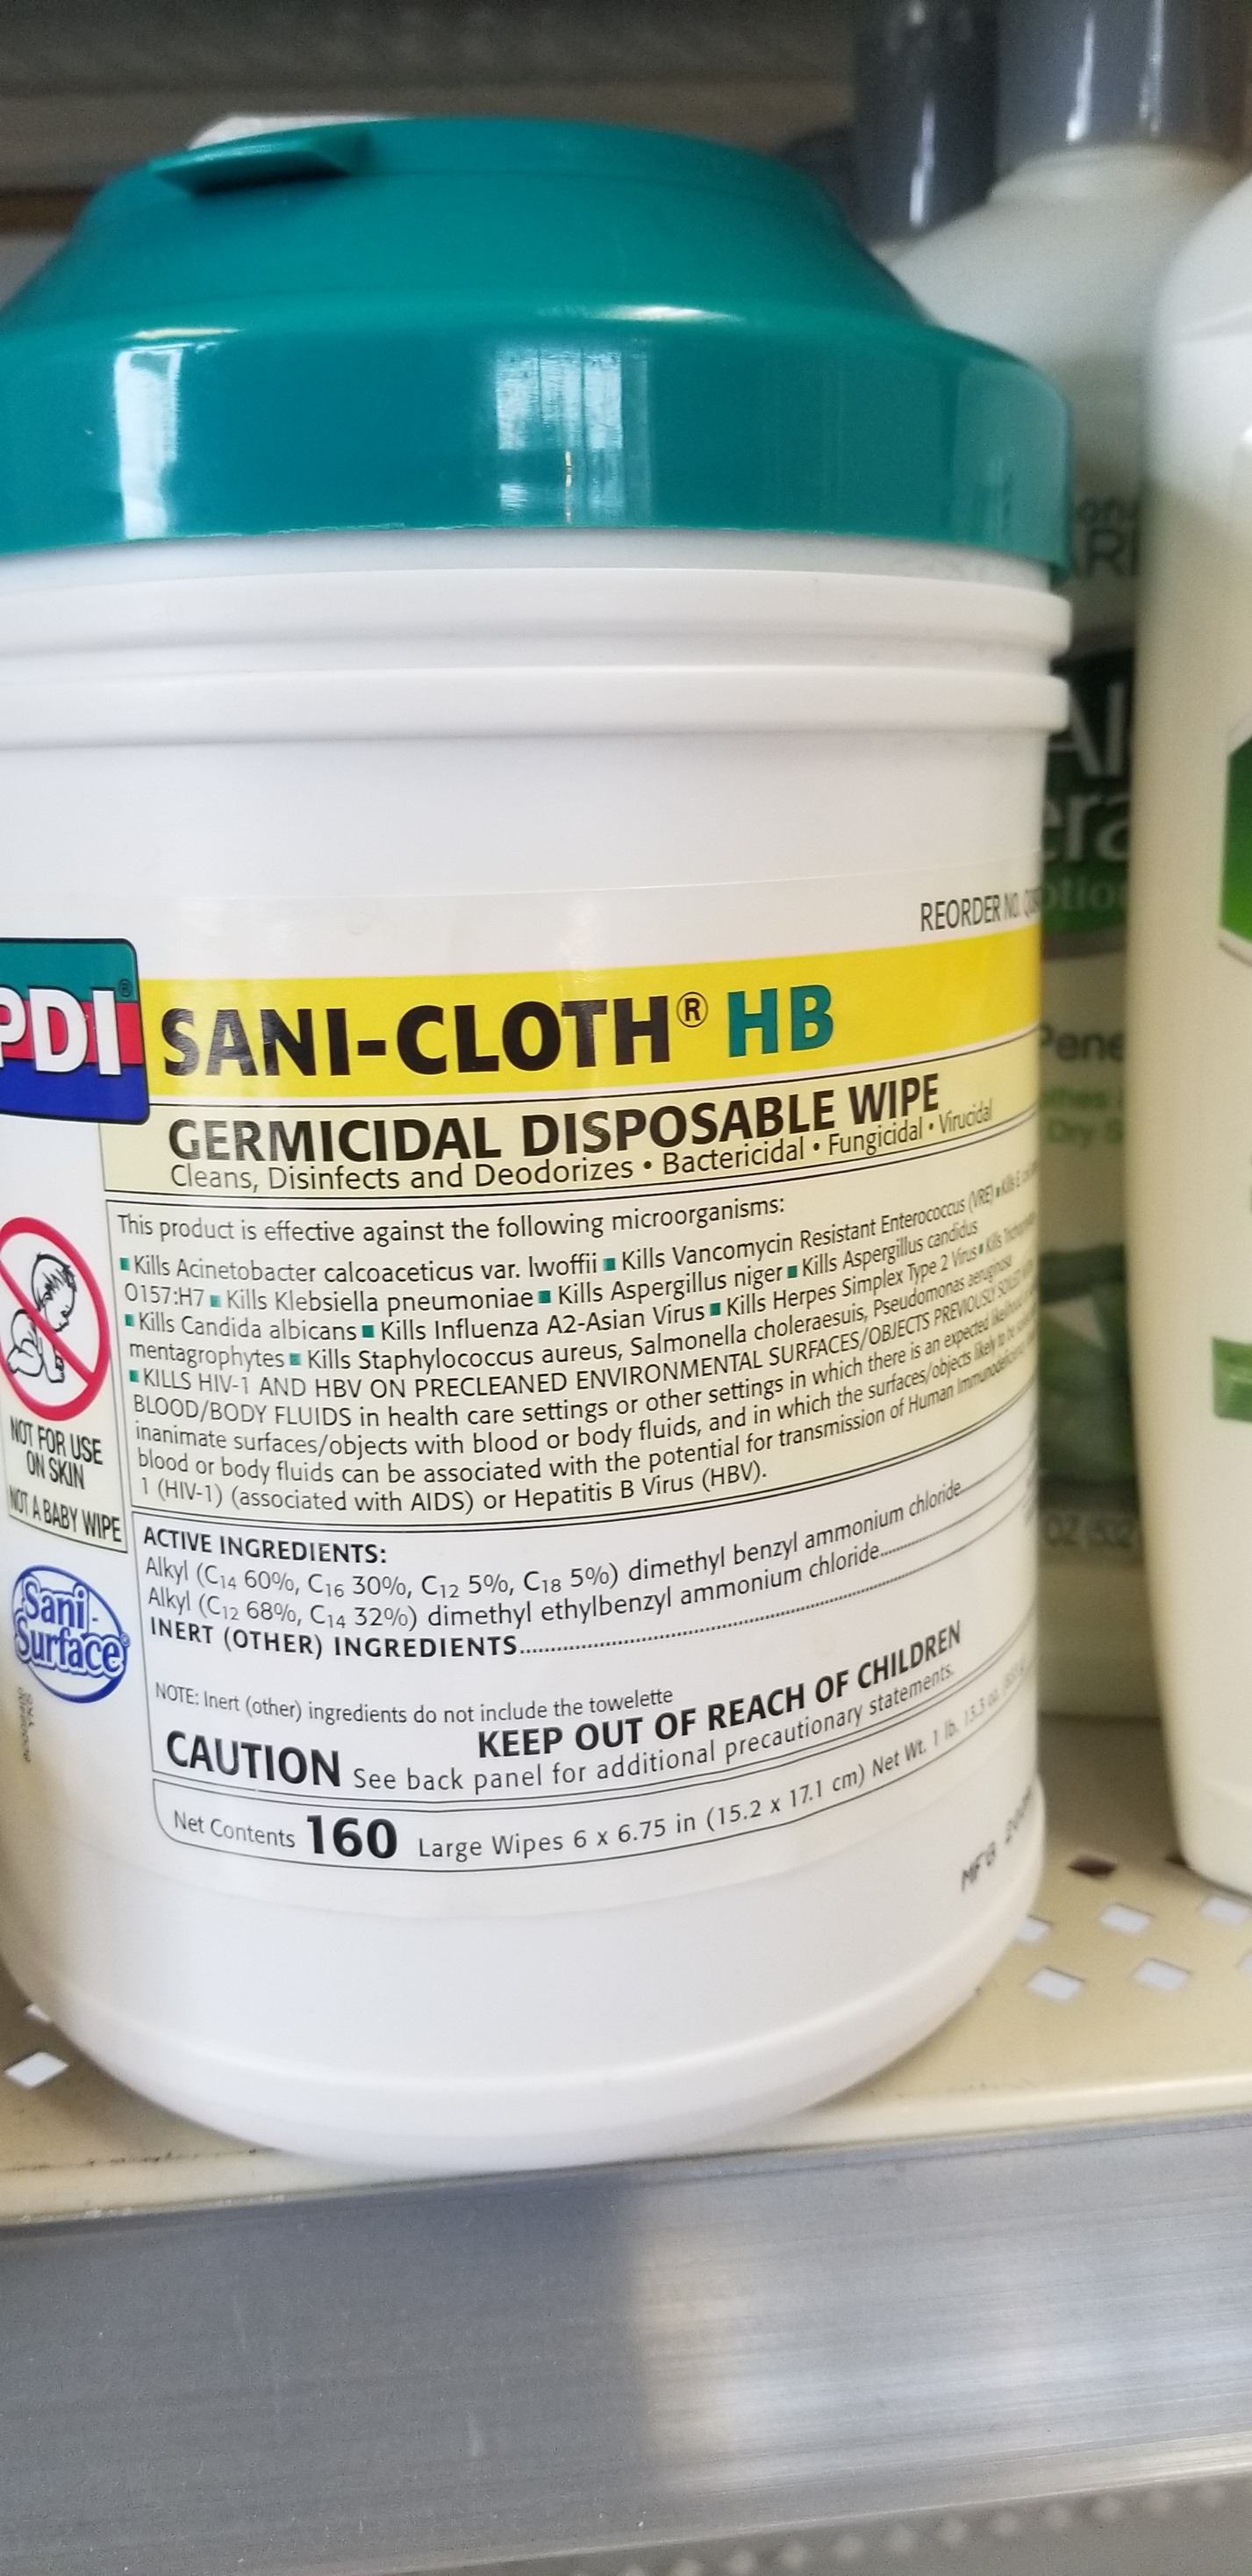 REORDER NO.
PDI®
SANI-CLOTH® HB
GERMICIDAL DISPOSABLE WIPE
Cleans, Disinfects and Deodorizes • Bactericidal • Fungicidal • Virucidal
This product is effective against the following microorganisms:
■ Kills Acinetobacter calcoaceticus var. lwoffii ■ Kills Vancomycin Resistant Enterococcus (VRE) ■ Kills E
O157:H7 ■ Kills Klebsiella pneumoniae ■ Kills Aspergillus niger ■ Kills Aspergillus candidus
■ Kills Candida albicans ■ Kills Influenza A2-Asian Virus ■ Kills Herpes Simplex Type 2 Virus ■ Kills
mentagrophytes ■ Kills Staphylococcus aureus, Salmonella choleraesuis, Pseudomonas aeruginosa
■ KILLS HIV-1 AND HBV ON PRECLEANED ENVIRONMENTAL SURFACES/OBJECTS PREVIOUSLY SOILED WITH
BLOOD/BODY FLUIDS in health care settings or other settings in which there is an expected likelihood
inanimate surfaces/objects with blood or body fluids, and in which the surfaces/objects likely to be
blood or body fluids can be associated with the potential for transmission of Human Immunodeficiency
1 (HIV-1) (associated with AIDS) or Hepatitis B Virus (HBV).
NOT FOR USE
ON SKIN
NOT A BABY WIPE
Sani-
Surface®
ACTIVE INGREDIENTS:
Alkyl (C14 60%, C16 30%, C12 5%, C18 5%) dimethyl benzyl ammonium chloride
Alkyl (C12 68%, C14 32%) dimethyl ethylbenzyl ammonium chloride
INERT (OTHER) INGREDIENTS
NOTE: Inert (other) ingredients do not include the towelette
KEEP OUT OF REACH OF CHILDREN
CAUTION See back panel for additional precautionary statements.
Net Contents 160 Large Wipes 6 x 6.75 in (15.2 x 17.1 cm) Net Wt. 1 lb.
MFG